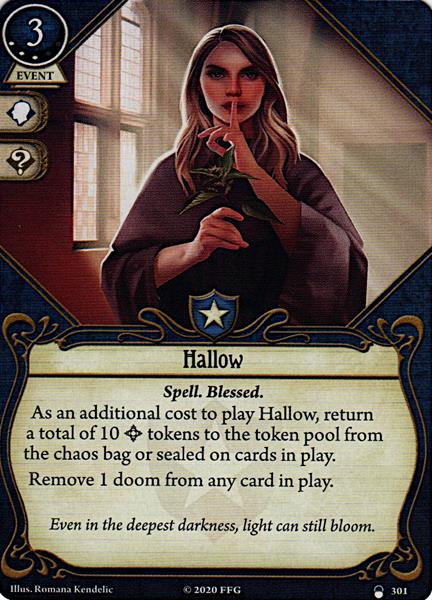 3
EVENT
?
Hallow
Spell. Blessed.
As an additional cost to play Hallow, return
a total of 10 tokens to the token pool from
the chaos bag or sealed on cards in play.
Remove 1 doom from any card in play.
Even in the deepest darkness, light can still bloom.
Illus. Romana Kendelic © 2020 FFG 301